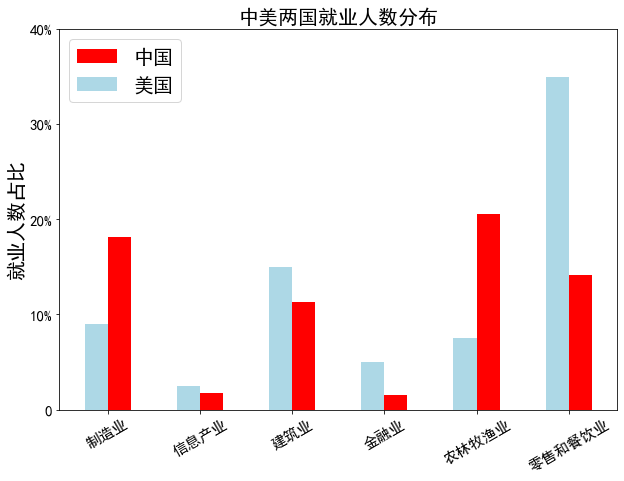 中美两国就业人数分布
40%
30%
20%
10%
0
就业人数占比
中国
美国
制造业
信息产业
建筑业
金融业
农林牧渔业
零售和餐饮业